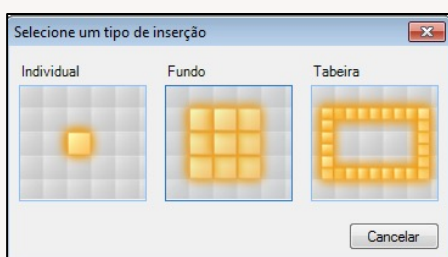 Selecione um tipo de inserção
Individual
Fundo
Tabeira
Cancelar